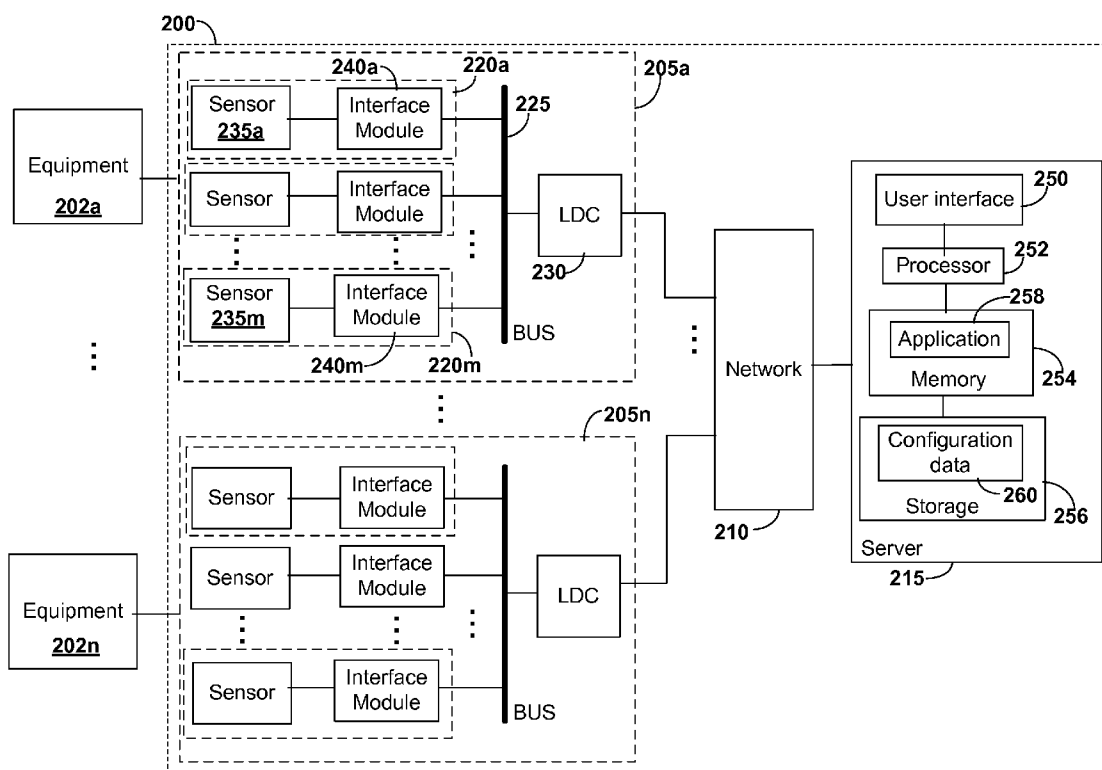 200
240a
220a
205a
Sensor
235a
Interface
Module
225
Equipment
202a
Sensor
Interface
Module
LDC
230
Sensor
235m
Interface
Module
BUS
240m
220m
Network
210
User interface
250
Processor
252
258
Application
Memory
254
Configuration
data
260
Storage
256
Server
215
205n
Sensor
Interface
Module
Equipment
202n
Sensor
Interface
Module
LDC
Sensor
Interface
Module
BUS